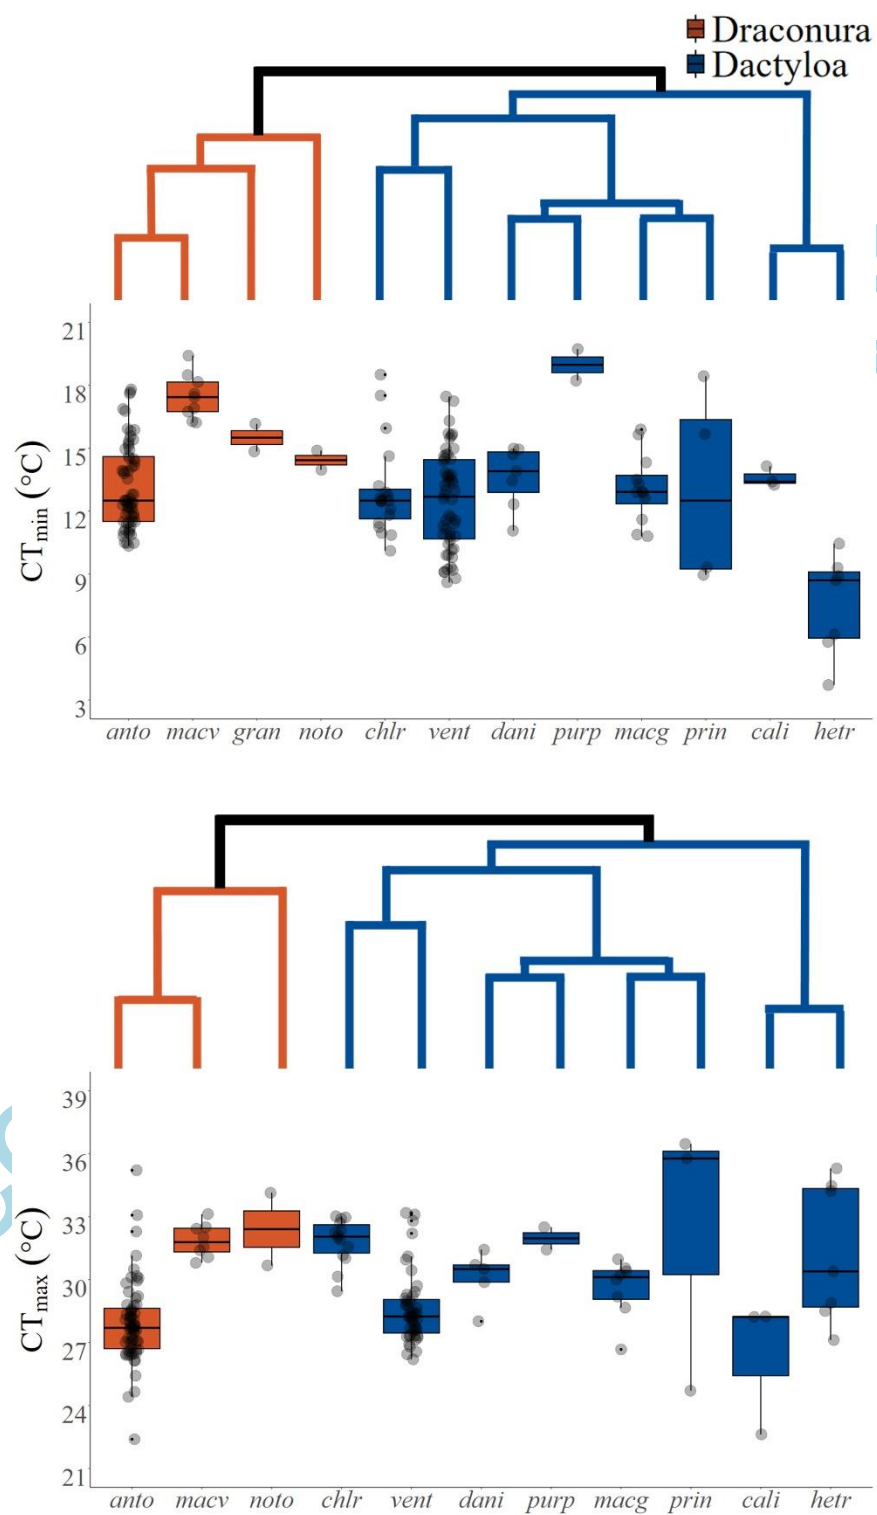 Draconura
Dactyloa
CTmin (°C)
21
18
15
12
9
6
3
anto macv gran noto chlr vent dani purp macg prin cali hetr
CTmax (°C)
39
36
33
30
27
24
21
anto macv noto chlr vent dani purp macg prin cali hetr